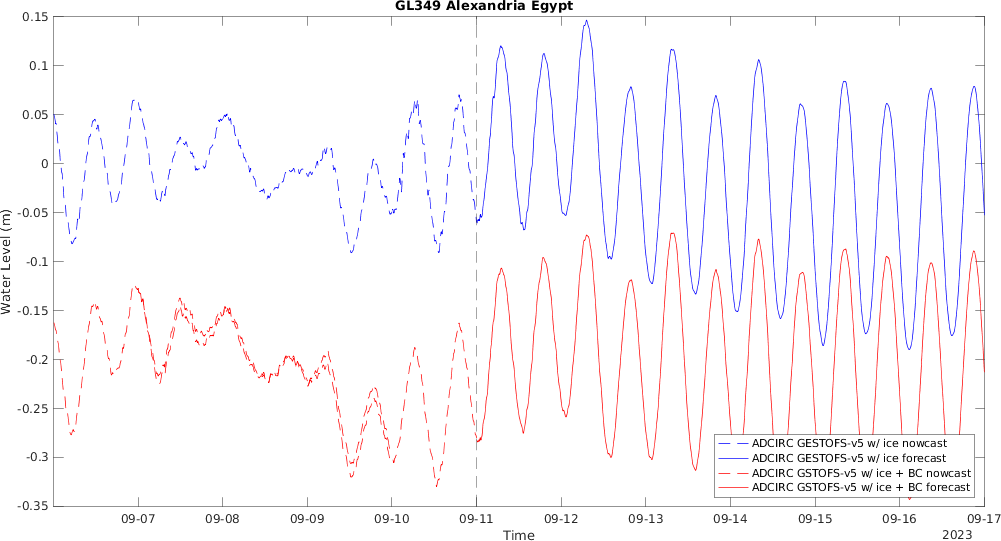 GL349 Alexandria Egypt
0.15
0.1
0.05
0
-0.05
-0.1
-0.15
-0.2
-0.25
-0.3
-0.35
Water Level (m)
ADCIRC GESTOFS-v5 w/ ice nowcast
ADCIRC GESTOFS-v5 w/ ice forecast
ADCIRC GSTOFS-v5 w/ ice + BC nowcast
ADCIRC GSTOFS-v5 w/ ice + BC forecast
09-07 09-08 09-09 09-10 09-11 09-12 09-13 09-14 09-15 09-16 09-17
Time
2023